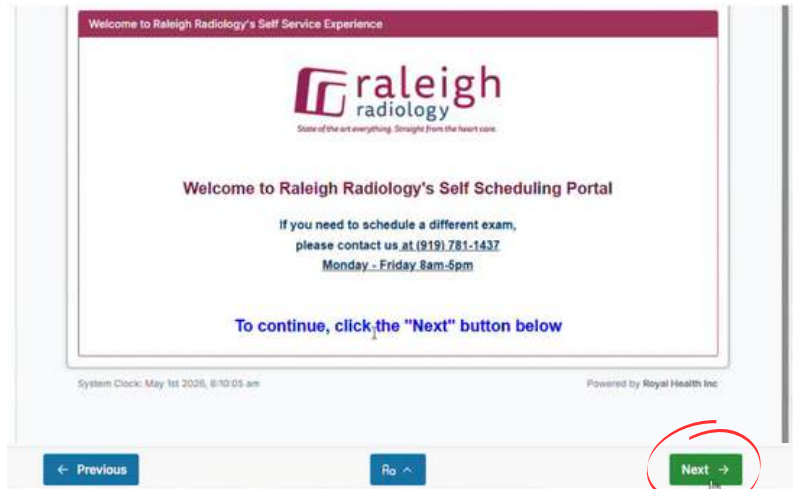 Welcome to Raleigh Radiology's Self Service Experience
raleigh
radiology
State of the art everything. Straight from the heart care.
Welcome to Raleigh Radiology's Self Scheduling Portal
If you need to schedule a different exam,
please contact us at (919) 781-1437
Monday - Friday 8am-5pm
To continue, click the "Next" button below
System Clock: May 1st 2026, 6:10:05 am
Powered by Royal Health Inc
← Previous
Next →